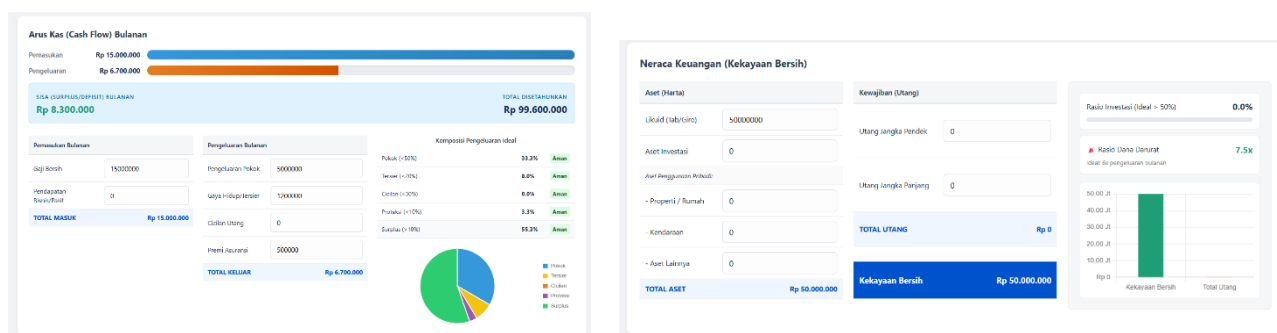 Arus Kas (Cash Flow) Bulanan
Pemasukan Rp 15.000.000
Pengeluaran Rp 6.700.000
SISA (SURPLUS/DEFISIT) BULANAN
Rp 8.300.000
TOTAL DISETAHUNKAN
Rp 99.600.000
Pemasukan Bulanan
Gaji Bersih 15000000
Pendapatan Bisnis/Pasif 0
TOTAL MASUK Rp 15.000.000
Pengeluaran Bulanan
Pengeluaran Pokok 5000000
Gaya Hidup/Tersier 1200000
Cicilan Utang 0
Premi Asuransi 500000
TOTAL KELUAR Rp 6.700.000
Komposisi Pengeluaran Ideal
Pokok (<50%) 33.3% Aman
Tersier (<20%) 8.0% Aman
Cicilan (<30%) 0.0% Aman
Proteksi (<10%) 3.3% Aman
Surplus (>10%) 55.3% Aman
Pokok
Tersier
Cicilan
Proteksi
Surplus
Neraca Keuangan (Kekayaan Bersih)
Aset (Harta)
Likuid (Tab/Giro) 50000000
Aset Investasi 0
Aset Penggunaan Pribadi:
- Properti / Rumah 0
- Kendaraan 0
- Aset Lainnya 0
TOTAL ASET Rp 50.000.000
Kewajiban (Utang)
Utang Jangka Pendek 0
Utang Jangka Panjang 0
TOTAL UTANG Rp 0
Kekayaan Bersih Rp 50.000.000
Rasio Investasi (Ideal > 50%) 0.0%
Rasio Dana Darurat 7.5x
Ideal: 6x pengeluaran bulanan
50.00 Jt
40.00 Jt
30.00 Jt
20.00 Jt
10.00 Jt
Rp 0
Kekayaan Bersih Total Utang